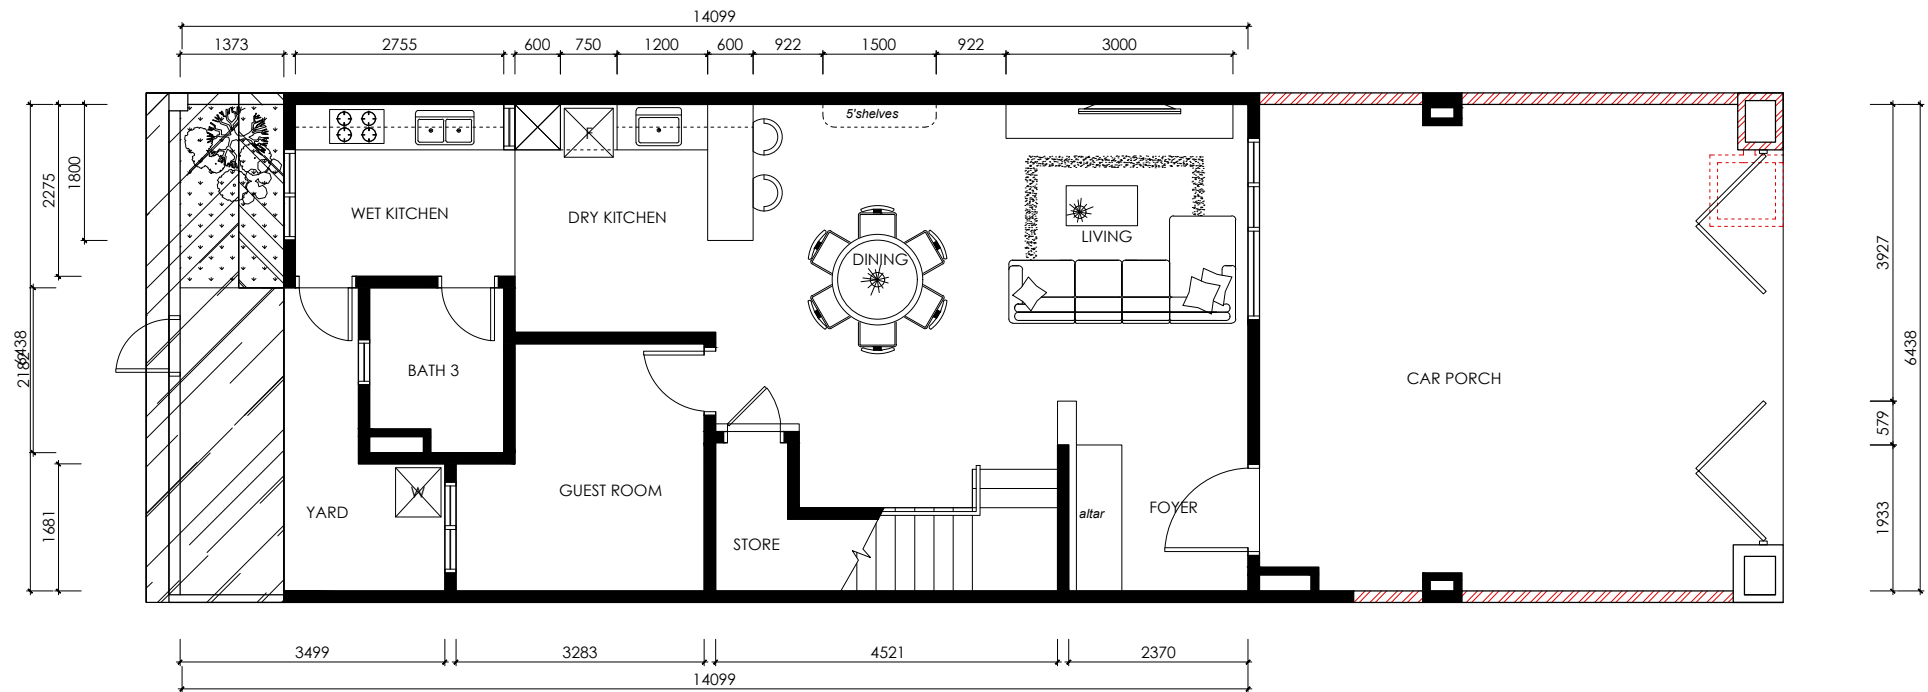 14099
1373 2755 600 750 1200 600 922 1500 922 3000
5'shelves
F
WET KITCHEN DRY KITCHEN
LIVING
DINING
BATH 3
CAR PORCH
GUEST ROOM
W
YARD
FOYER
altar
STORE
1800
2275
6438
2182
1681
3927
6438
579
1933
3499 3283 4521 2370
14099